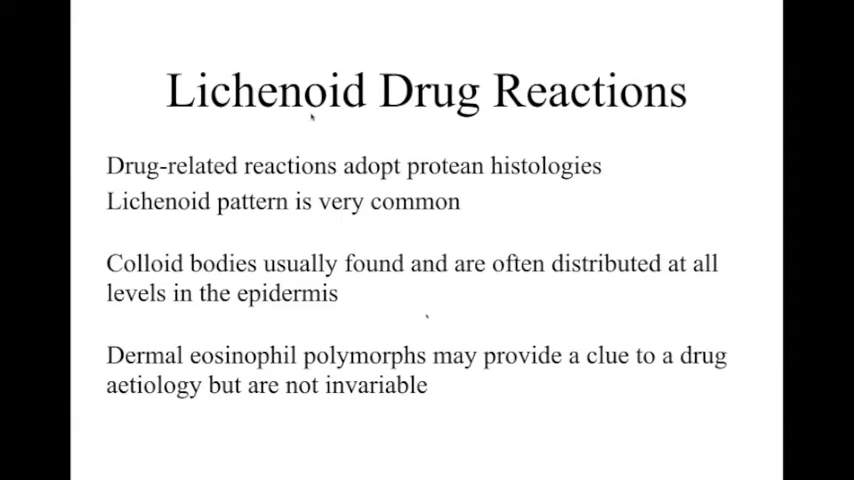 Lichenoid Drug Reactions
Drug-related reactions adopt protean histologies
Lichenoid pattern is very common
Colloid bodies usually found and are often distributed at all
levels in the epidermis
Dermal eosinophil polymorphs may provide a clue to a drug
aetiology but are not invariable